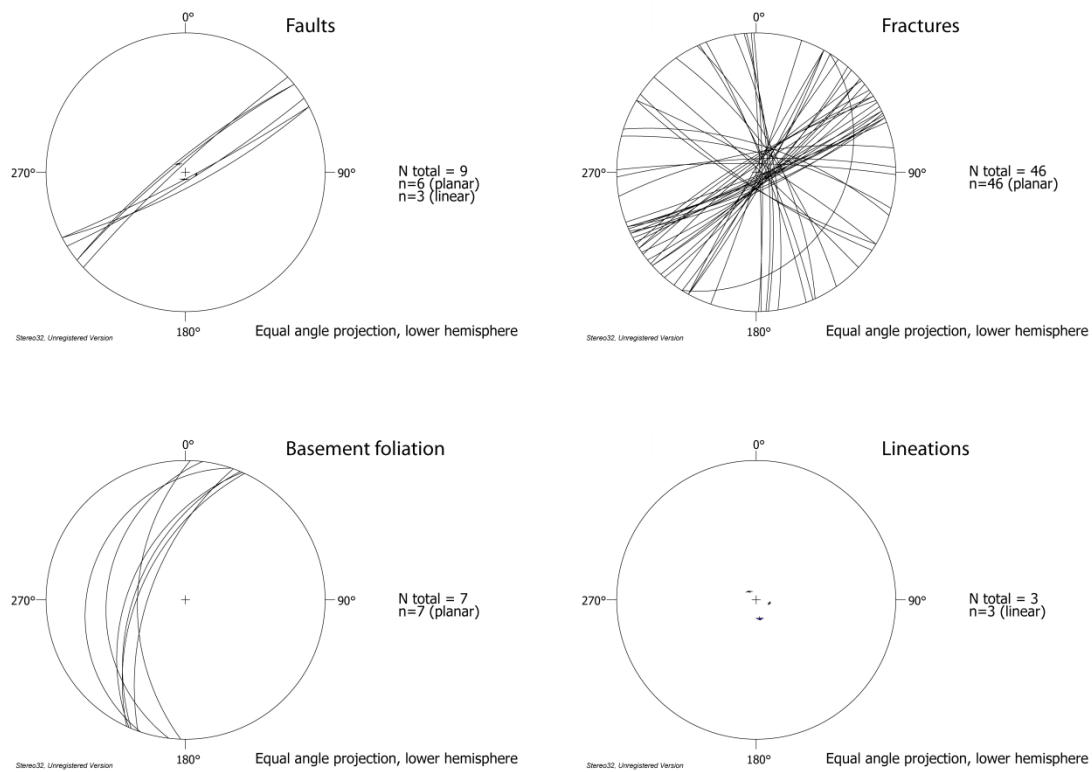 Faults
0°
270°
90°
180°
N total = 9
n=6 (planar)
n=3 (linear)
Equal angle projection, lower hemisphere
Stereo32, Unregistered Version
Fractures
0°
270°
90°
180°
N total = 46
n=46 (planar)
Equal angle projection, lower hemisphere
Stereo32, Unregistered Version
Basement foliation
0°
270°
90°
180°
N total = 7
n=7 (planar)
Equal angle projection, lower hemisphere
Stereo32, Unregistered Version
Lineations
0°
270°
90°
180°
N total = 3
n=3 (linear)
Equal angle projection, lower hemisphere
Stereo32, Unregistered Version